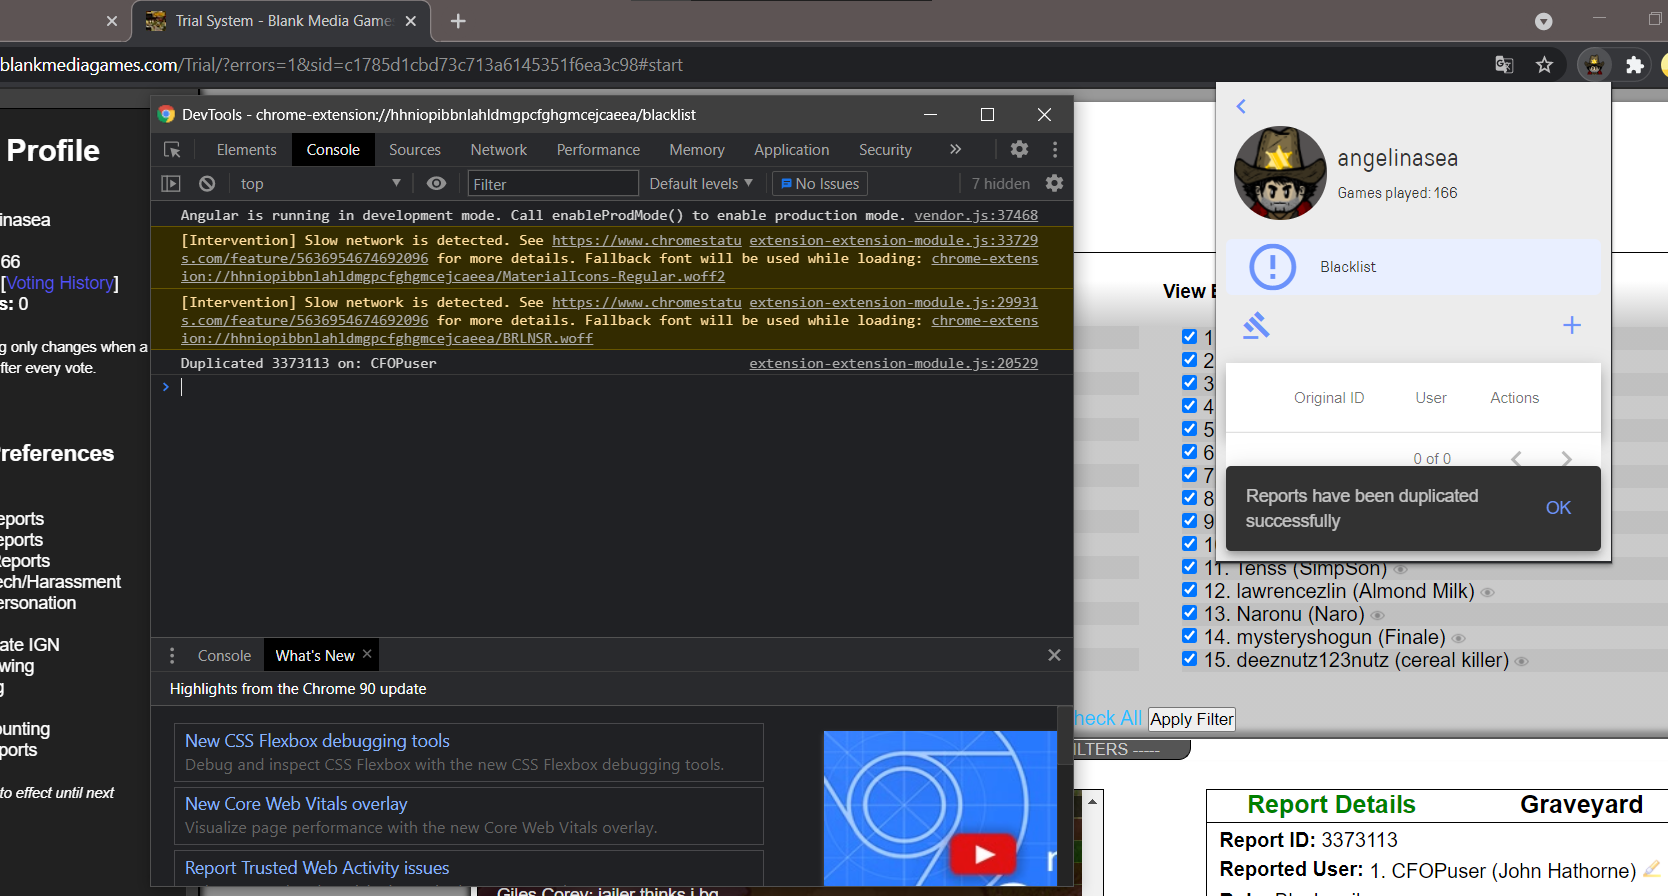 Trial System - Blank Media Game
blankmediagames.com/Trial/?errors=1&sid=c1785d1cbd73c713a6145351f6ea3c98#start
Profile
inasea
66
[Voting History]
s: 0
g only changes when a
fter every vote.
references
eports
eports
Reports
ech/Harassment
ersonation
ate IGN
wing
g
unting
ports
to effect until next
DevTools - chrome-extension://hhniopibbnlahldmgpcfghgmcejcaeea/blacklist
Elements Console Sources Network Performance Memory Application Security »
top Filter Default levels ▼ No Issues 7 hidden
Angular is running in development mode. Call enableProdMode() to enable production mode. vendor.js:37468
[Intervention] Slow network is detected. See https://www.chromestatu extension-extension-module.js:33729
s.com/feature/5636954674692096 for more details. Fallback font will be used while loading: chrome-extens
ion://hhniopibbnlahldmgpcfghgmcejcaeea/MaterialIcons-Regular.woff2
[Intervention] Slow network is detected. See https://www.chromestatu extension-extension-module.js:29931
s.com/feature/5636954674692096 for more details. Fallback font will be used while loading: chrome-extens
ion://hhniopibbnlahldmgpcfghgmcejcaeea/BRLNSR.woff
Duplicated 3373113 on: CFOPuser extension-extension-module.js:20529
Console What's New
Highlights from the Chrome 90 update
New CSS Flexbox debugging tools
Debug and inspect CSS Flexbox with the new CSS Flexbox debugging tools.
New Core Web Vitals overlay
Visualize page performance with the new Core Web Vitals overlay.
Report Trusted Web Activity issues
Giles Corey: jailer thinks i bg
angelinasea
Games played: 166
Blacklist
Original ID User Actions
0 of 0
Reports have been duplicated
successfully
OK
View
1
2
3
4
5
6
7
8
9
1
11. Tenss (SimpSon)
12. lawrencezlin (Almond Milk)
13. Naronu (Naro)
14. mysteryshogun (Finale)
15. deeznutz123nutz (cereal killer)
heck All Apply Filter
ILTERS -----
Report Details Graveyard
Report ID: 3373113
Reported User: 1. CFOPuser (John Hathorne)